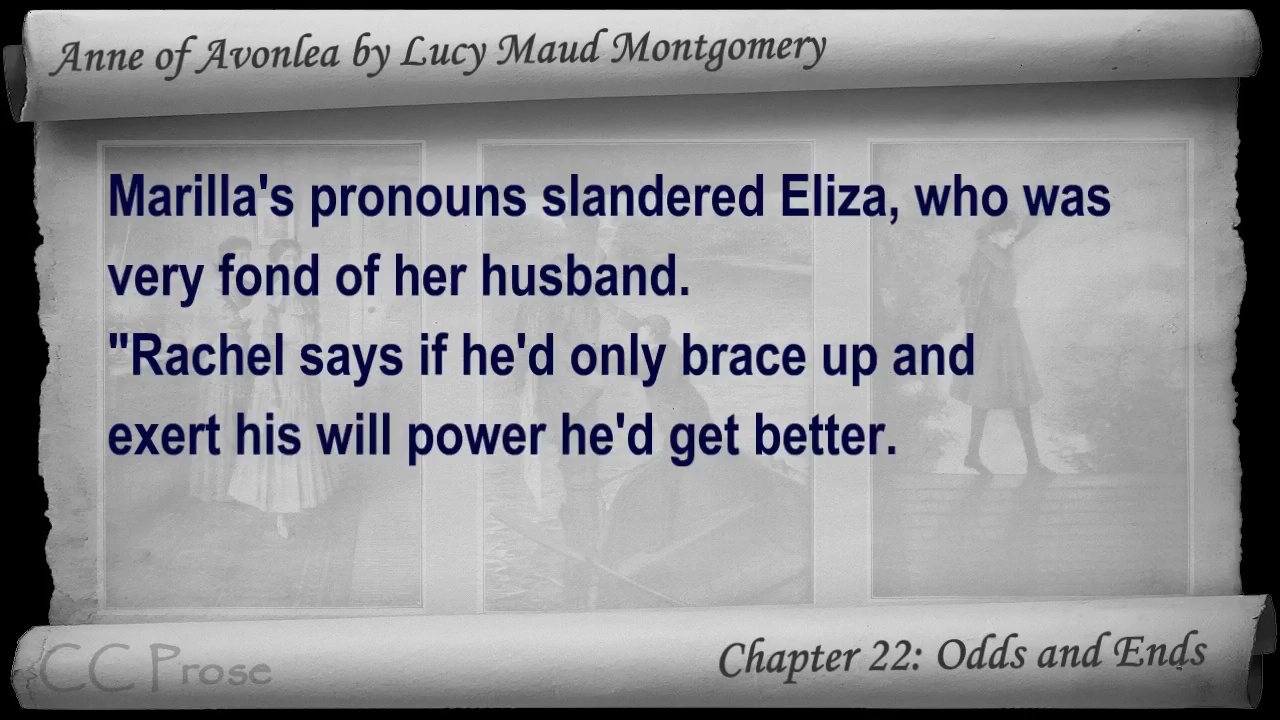 Anne of Avonlea by Lucy Maud Montgomery
Marilla's pronouns slandered Eliza, who was
very fond of her husband.
"Rachel says if he'd only brace up and
exert his will power he'd get better.
CC Prose
Chapter 22: Odds and Ends